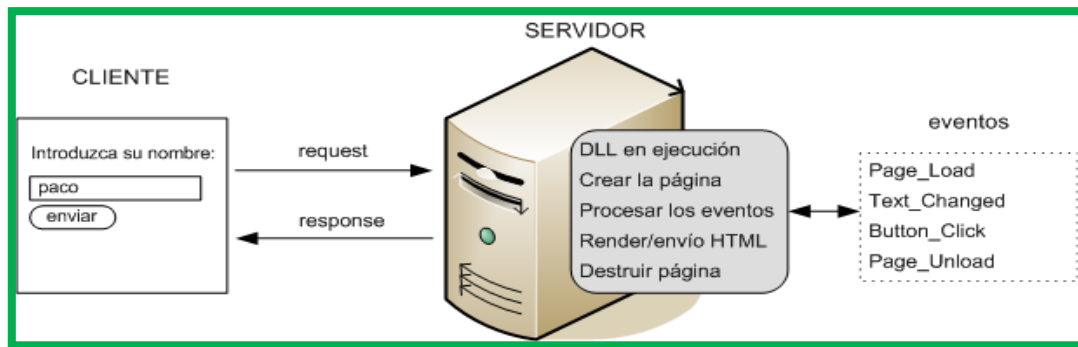 SERVIDOR
CLIENTE
Introduzca su nombre:
paco
enviar
request
response
DLL en ejecución
Crear la página
Procesar los eventos
Render/envío HTML
Destruir página
eventos
Page_Load
Text_Changed
Button_Click
Page_Unload